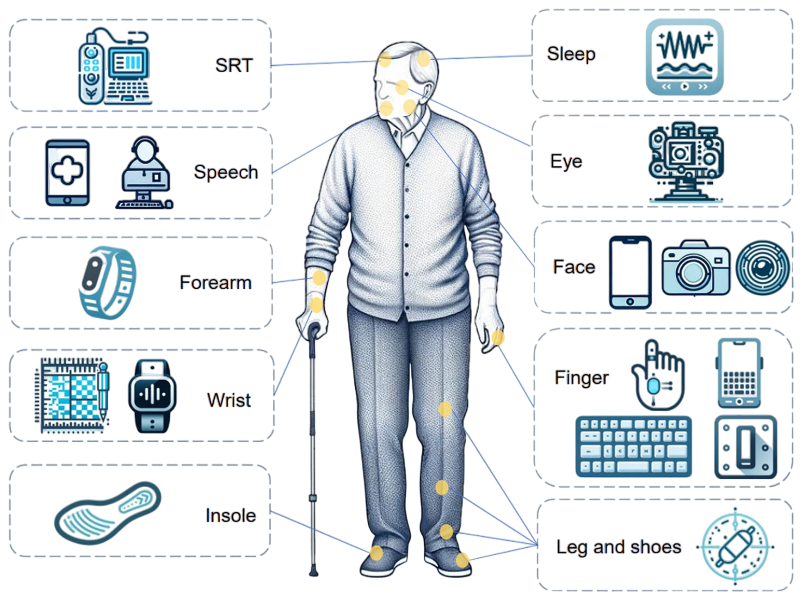 SRT
Speech
Forearm
Wrist
Insole
Sleep
Eye
Face
Finger
Leg and shoes